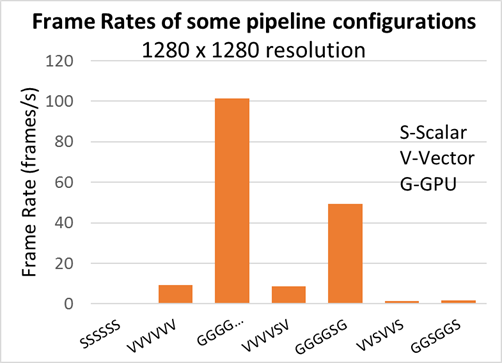 Frame Rates of some pipeline configurations
1280 x 1280 resolution
Frame Rate (frames/s)
120
100
80
60
40
20
0
S-Scalar
V-Vector
G-GPU
SSSSSS
VVVVVV
GGGG...
VVVVSV
GGGGSG
VVSVVS
GGSGGS